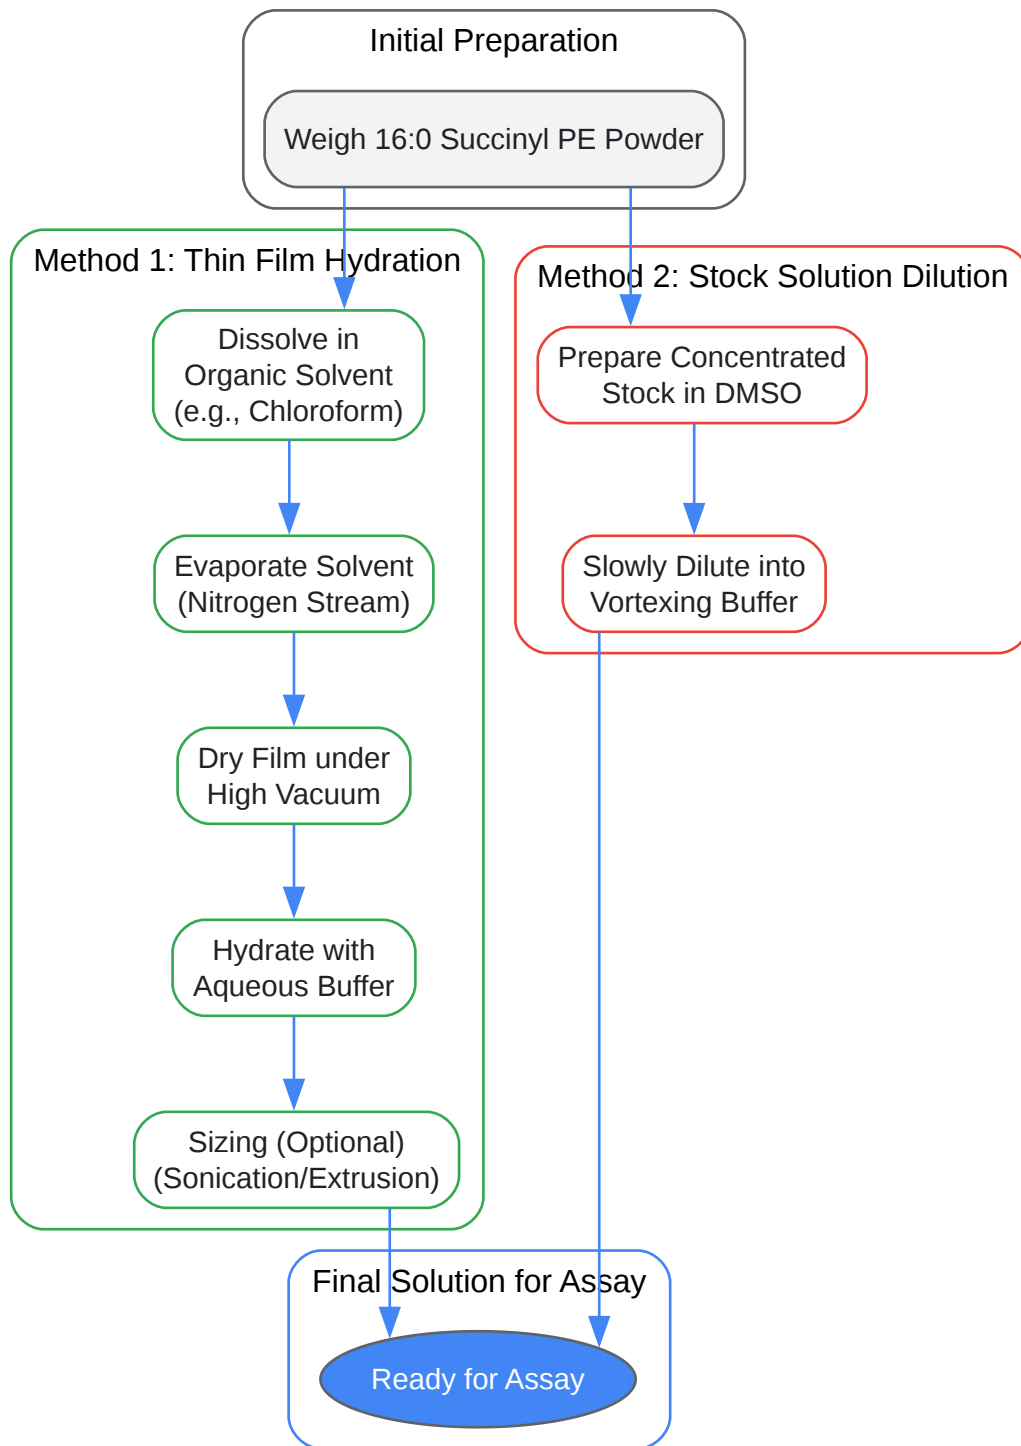 Initial Preparation
Weigh 16:0 Succinyl PE Powder
Method 1: Thin Film Hydration
Dissolve in
Organic Solvent
(e.g., Chloroform)
Evaporate Solvent
(Nitrogen Stream)
Dry Film under
High Vacuum
Hydrate with
Aqueous Buffer
Sizing (Optional)
(Sonication/Extrusion)
Method 2: Stock Solution Dilution
Prepare Concentrated
Stock in DMSO
Slowly Dilute into
Vortexing Buffer
Final Solution for Assay
Ready for Assay